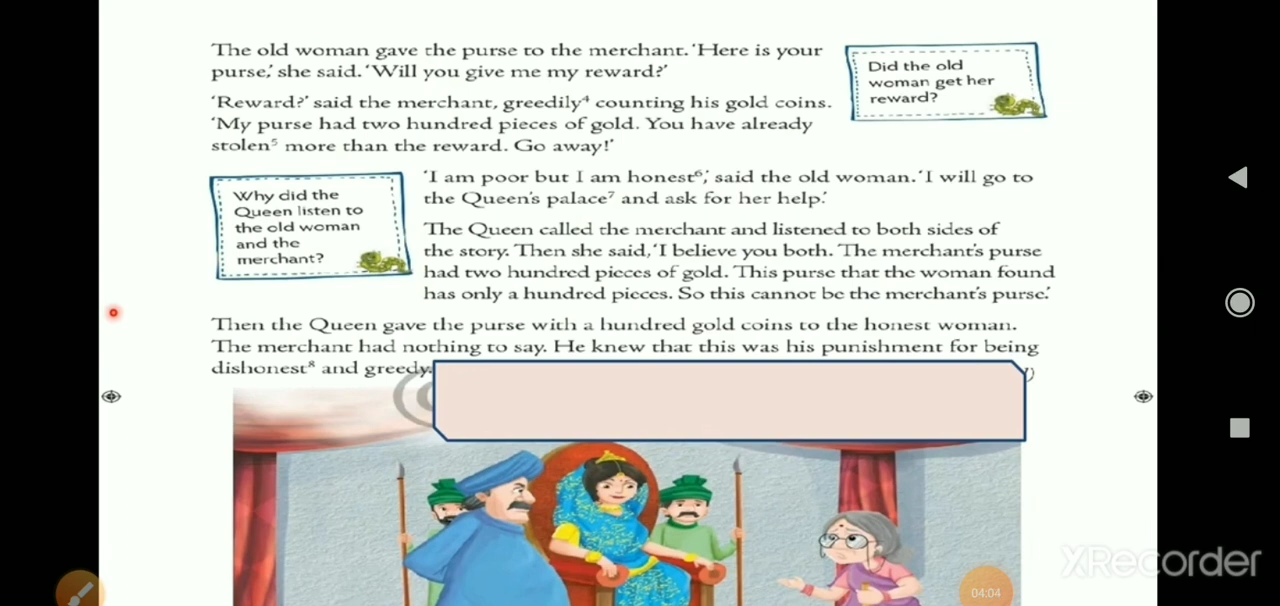 The old woman gave the purse to the merchant. ‘Here is your
purse,’ she said. ‘Will you give me my reward?’
Did the old
woman get her
reward?
‘Reward?’ said the merchant, greedily⁴ counting his gold coins.
‘My purse had two hundred pieces of gold. You have already
stolen⁵ more than the reward. Go away!’
Why did the
Queen listen to
the old woman
and the
merchant?
‘I am poor but I am honest⁶,’ said the old woman. ‘I will go to
the Queen’s palace⁷ and ask for her help.’
The Queen called the merchant and listened to both sides of
the story. Then she said, ‘I believe you both. The merchant’s purse
had two hundred pieces of gold. This purse that the woman found
has only a hundred pieces. So this cannot be the merchant’s purse.’
Then the Queen gave the purse with a hundred gold coins to the honest woman.
The merchant had nothing to say. He knew that this was his punishment for being
dishonest⁸ and greedy.
XRecorder
04:04